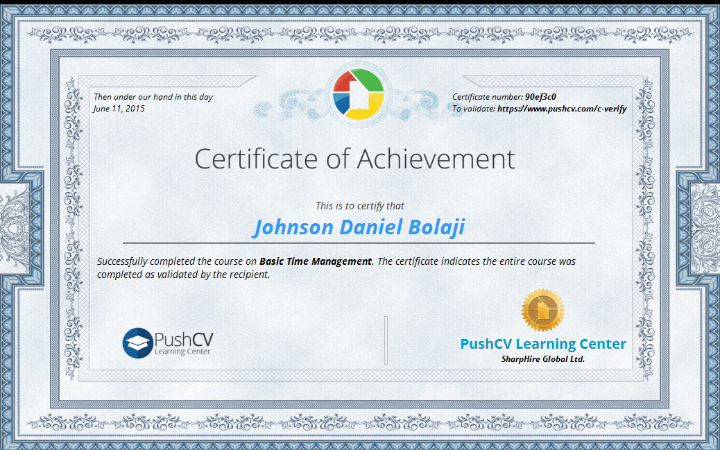 Then under our hand in this day
June 11, 2015
Certificate number: 90ef3c0
To validate: https://www.pushcv.com/c-verify
Certificate of Achievement
This is to certify that
Johnson Daniel Bolaji
Successfully completed the course on Basic Time Management. The certificate indicates the entire course was
completed as validated by the recipient.
PushCV
Learning Center
PushCV Learning Center
SharpHire Global Ltd.